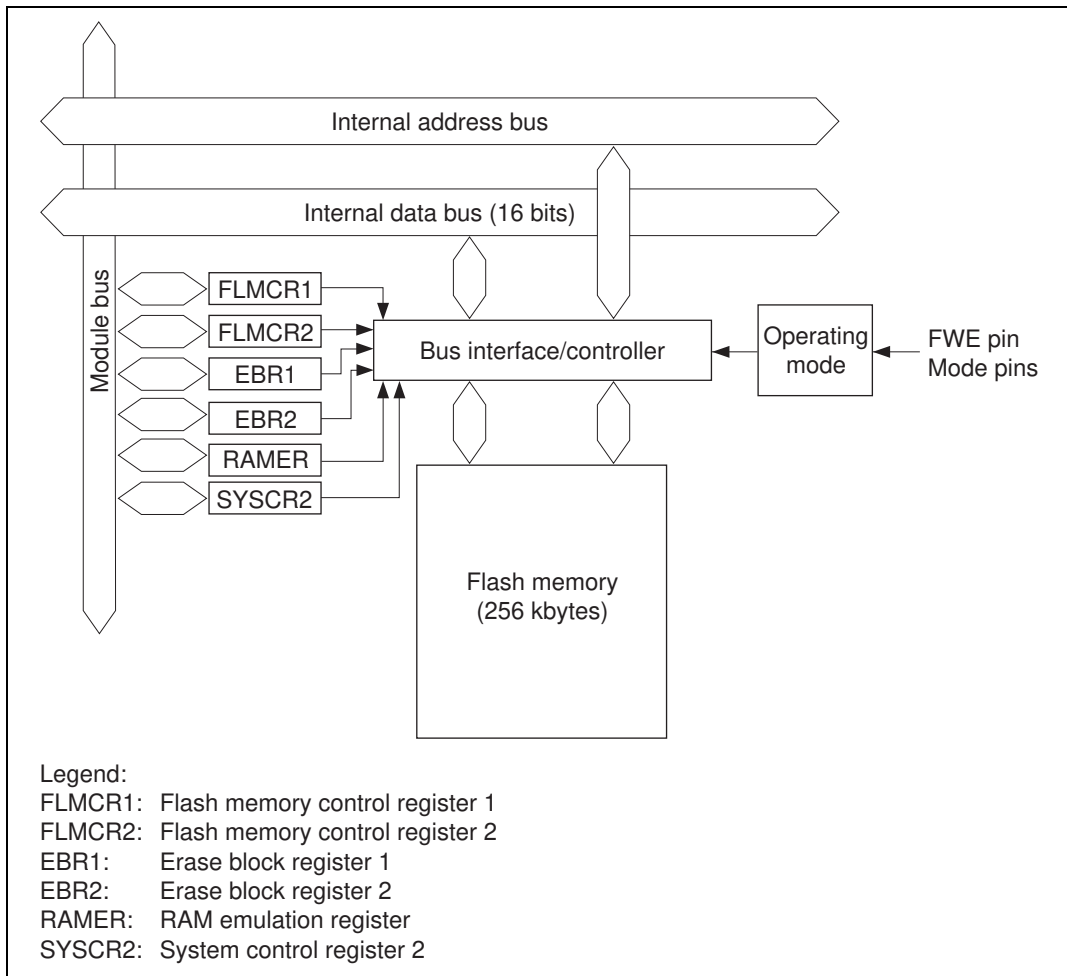 Internal address bus
Internal data bus (16 bits)
Module bus
FLMCR1
FLMCR2
EBR1
EBR2
RAMER
SYSCR2
Bus interface/controller
Operating
mode
FWE pin
Mode pins
Flash memory
(256 kbytes)
Legend:
FLMCR1: Flash memory control register 1
FLMCR2: Flash memory control register 2
EBR1: Erase block register 1
EBR2: Erase block register 2
RAMER: RAM emulation register
SYSCR2: System control register 2